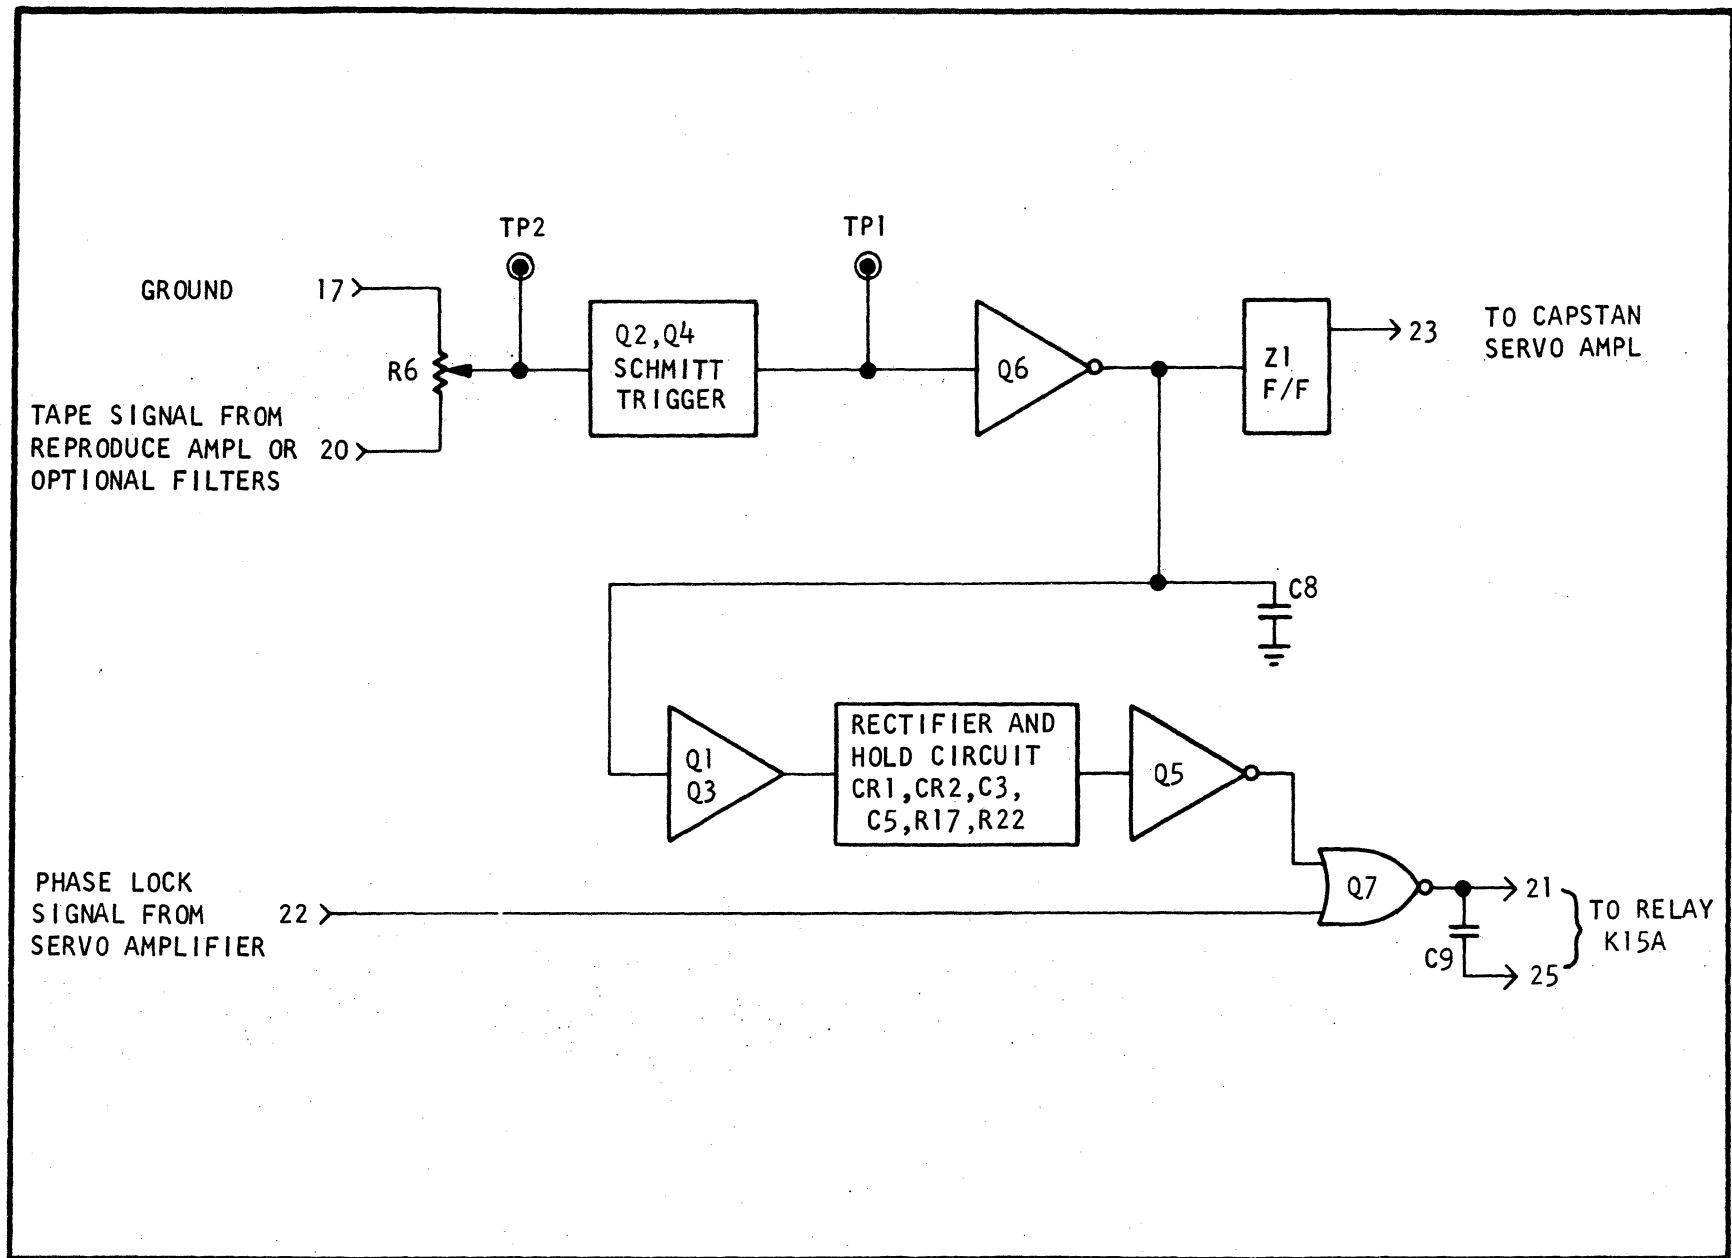 TP2
TP1
GROUND 17
R6
Q2,Q4
SCHMITT
TRIGGER
Q6
Z1
F/F
23
TO CAPSTAN
SERVO AMPL
TAPE SIGNAL FROM
REPRODUCE AMPL OR 20
OPTIONAL FILTERS
C8
Q1
Q3
RECTIFIER AND
HOLD CIRCUIT
CR1,CR2,C3,
C5,R17,R22
Q5
PHASE LOCK
SIGNAL FROM 22
SERVO AMPLIFIER
Q7
21
C9
25
TO RELAY
K15A